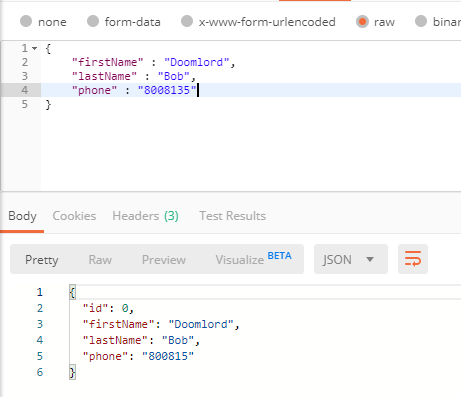 none form-data x-www-form-urlencoded raw binar
1 {
2 "firstName" : "Doomlord",
3 "lastName" : "Bob",
4 "phone" : "8008135"
5 }
Body Cookies Headers (3) Test Results
Pretty Raw Preview Visualize BETA JSON
1 {
2 "id": 0,
3 "firstName": "Doomlord",
4 "lastName": "Bob",
5 "phone": "800815"
6 }